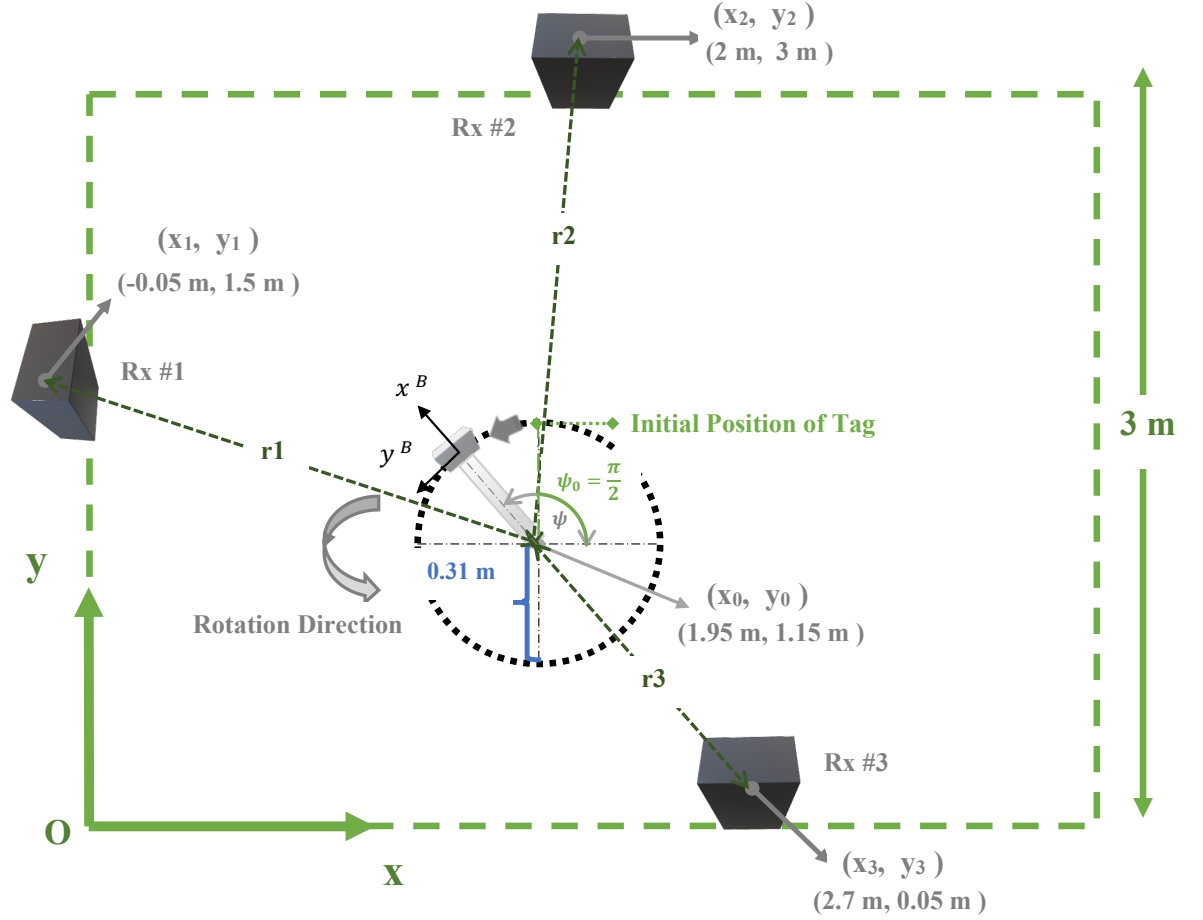 (x₂, y₂ )
(2 m, 3 m )
Rx #2
r2
(x₁, y₁ )
(-0.05 m, 1.5 m )
Rx #1
3 m
x ᴮ
Initial Position of Tag
r1
y ᴮ
ψ₀ = π/2
ψ
0.31 m
y
(x₀, y₀ )
(1.95 m, 1.15 m )
Rotation Direction
r3
Rx #3
O
x
(x₃, y₃ )
(2.7 m, 0.05 m )